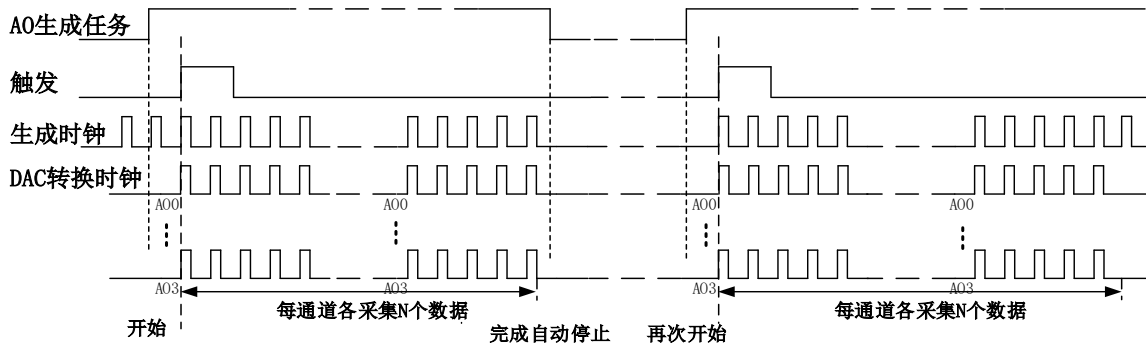 AO生成任务
触发
生成时钟
DAC转换时钟
AO0 AO0 AO0 AO0
AO3 AO3 AO3 AO3
每通道各采集N个数据 每通道各采集N个数据
开始 完成自动停止 再次开始